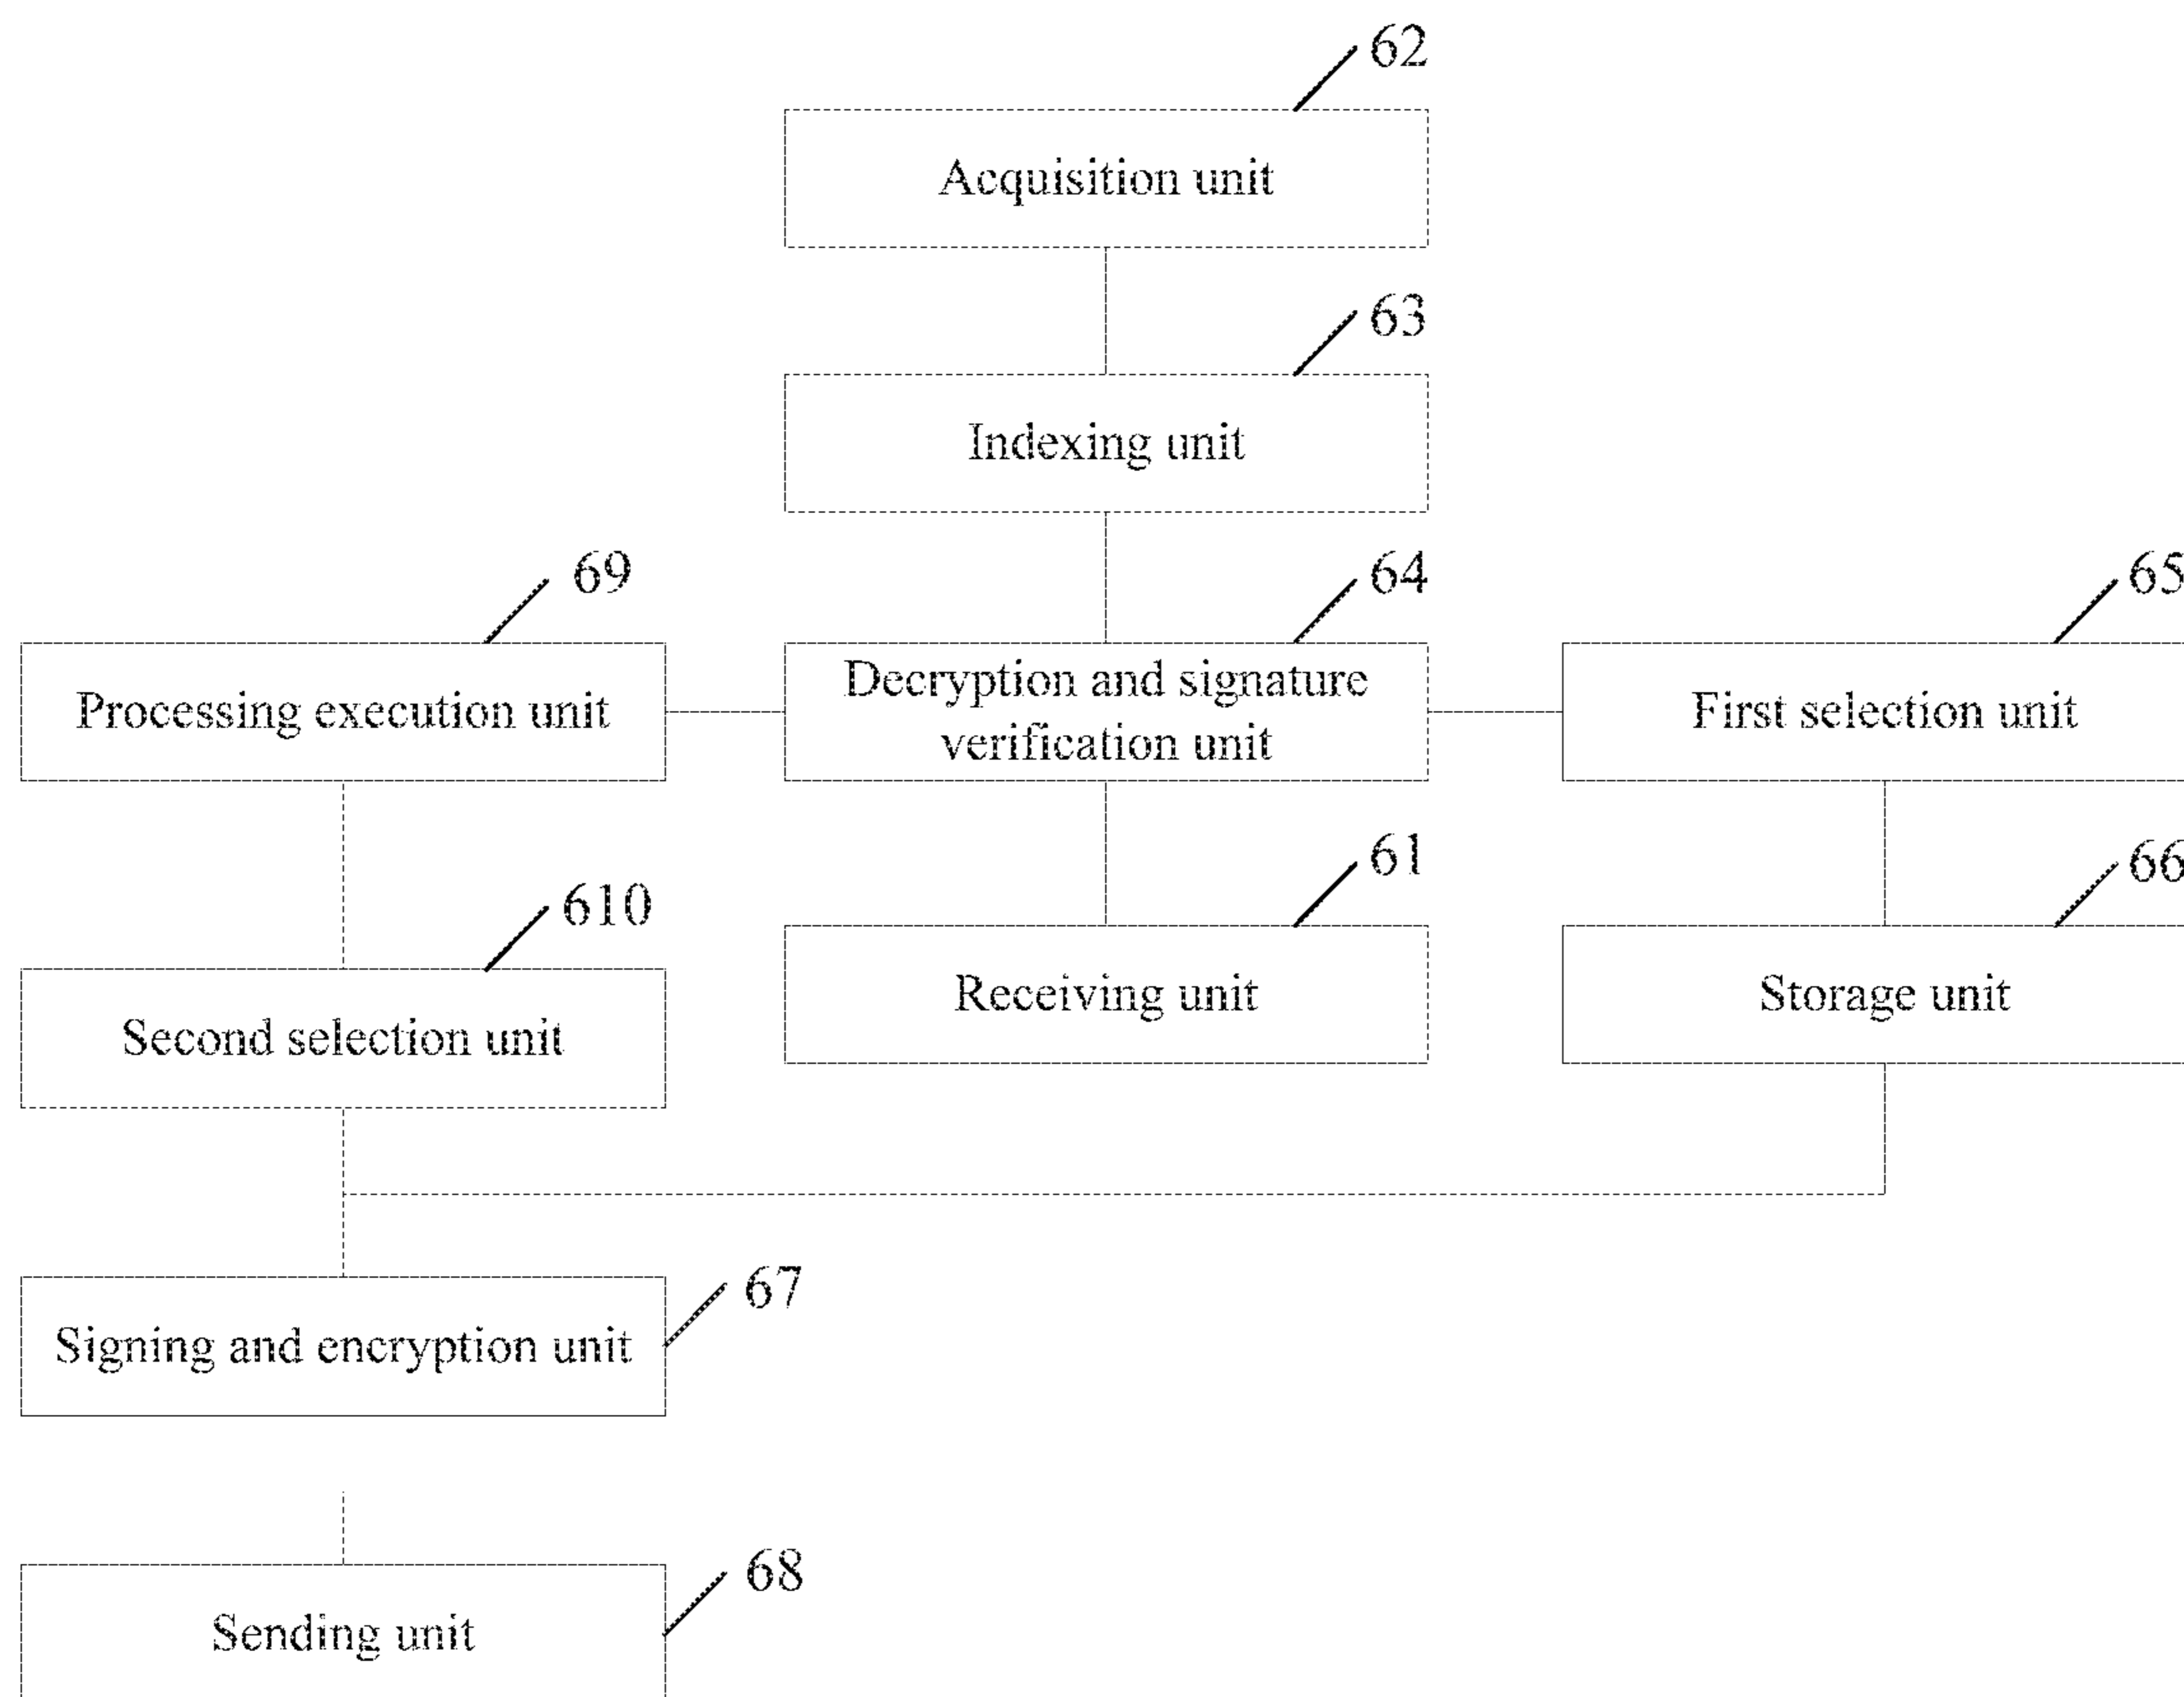 62
Acquisition unit
63
Indexing unit
69
64
65
Processing execution unit
Decryption and signature
verification unit
First selection unit
61
66
610
Receiving unit
Storage unit
Second selection unit
67
Signing and encryption unit
68
Sending unit